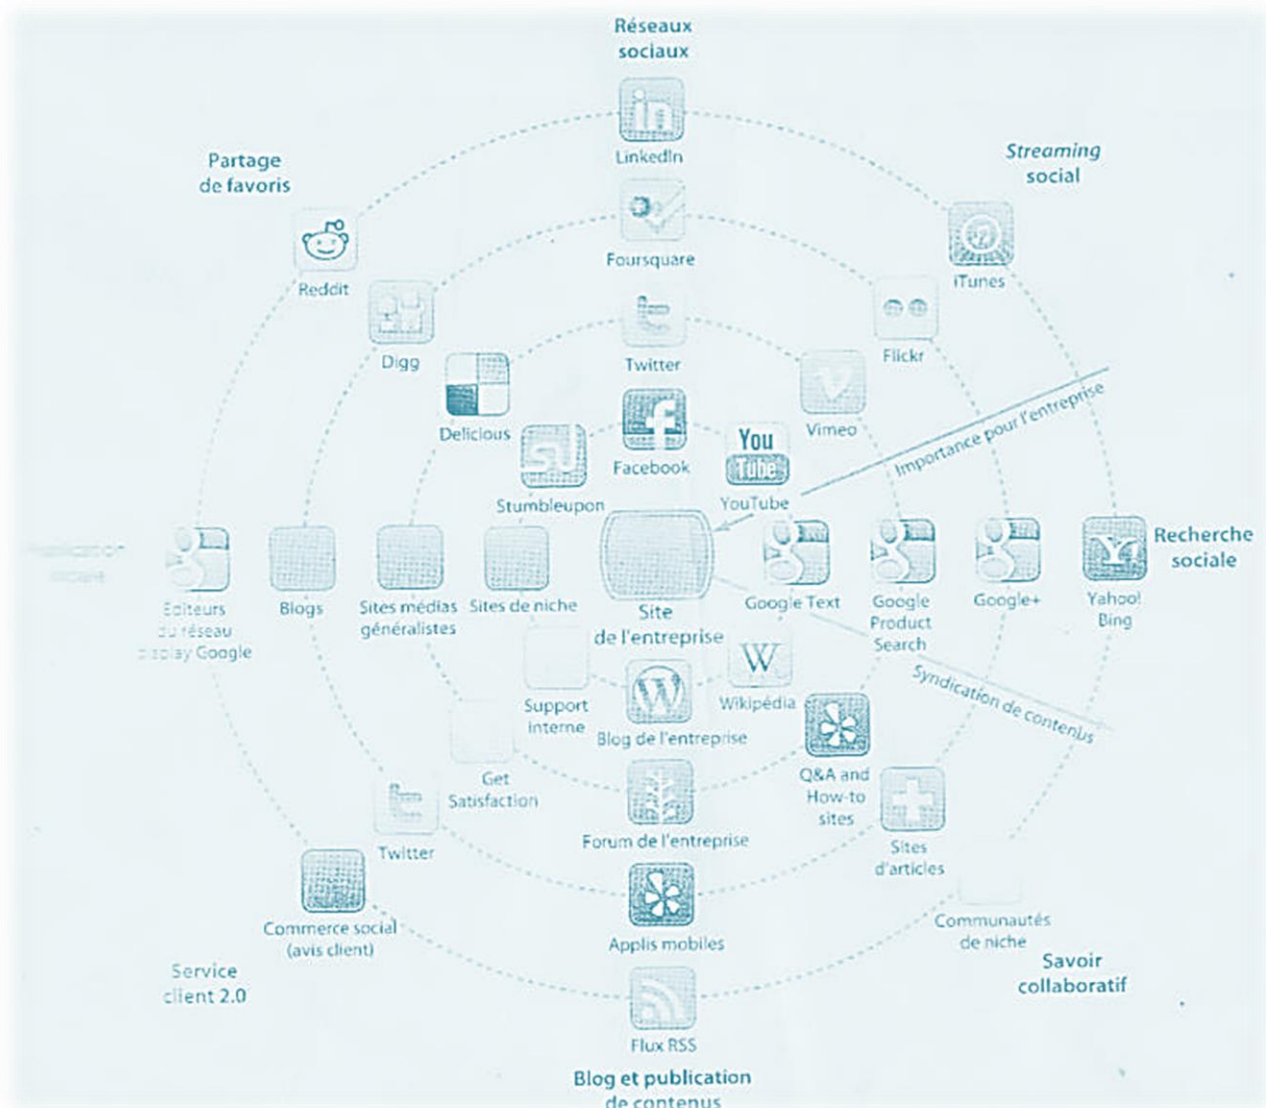 Réseaux
sociaux
LinkedIn
Partage
de favoris
Streaming
social
Reddit
Foursquare
iTunes
Digg
Twitter
Flickr
Delicious
Vimeo
Importance pour l'entreprise
Stumbleupon
Facebook
You
Tube
YouTube
Recherche
sociale
Éditeurs
du réseau
display Google
Blogs
Sites médias
généralistes
Sites de niche
Site
de l'entreprise
Google Text
Google
Product
Search
Google+
Yahoo!
Bing
Support
interne
Blog de l'entreprise
Wikipédia
Syndication de contenus
Get
Satisfaction
Q&A and
How-to
sites
Twitter
Forum de l'entreprise
Sites
d'articles
Commerce social
(avis client)
Applis mobiles
Communautés
de niche
Service
client 2.0
Savoir
collaboratif
Flux RSS
Blog et publication
de contenus